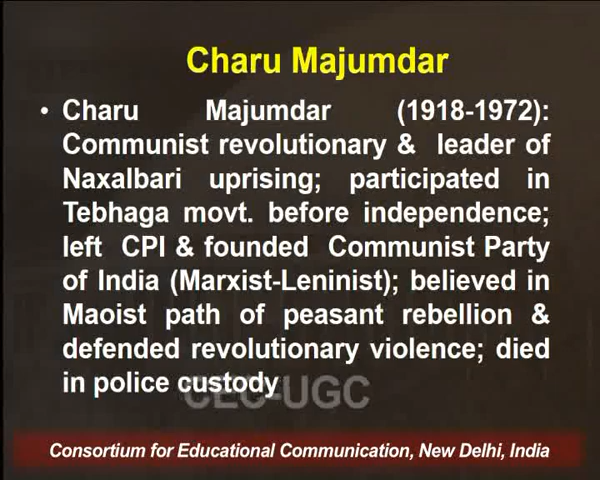 Charu Majumdar
• Charu Majumdar (1918-1972):
Communist revolutionary & leader of
Naxalbari uprising; participated in
Tebhaga movt. before independence;
left CPI & founded Communist Party
of India (Marxist-Leninist); believed in
Maoist path of peasant rebellion &
defended revolutionary violence; died
in police custody
CEC-UGC
Consortium for Educational Communication, New Delhi, India